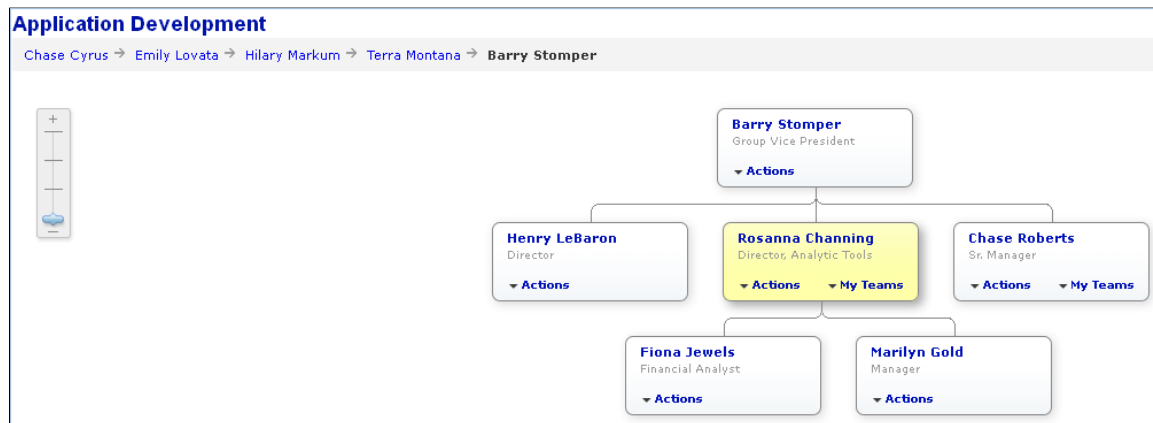 Application Development
Chase Cyrus → Emily Lovata → Hilary Markum → Terra Montana → Barry Stomper
+
Barry Stomper
Group Vice President
Actions
−
Henry LeBaron
Director
Actions
Rosanna Channing
Director, Analytic Tools
Actions My Teams
Chase Roberts
Sr. Manager
Actions My Teams
Fiona Jewels
Financial Analyst
Actions
Marilyn Gold
Manager
Actions